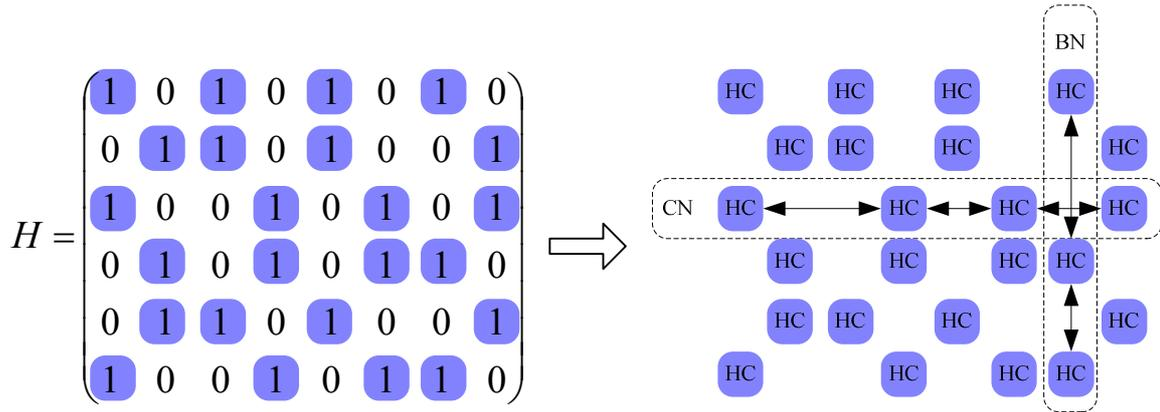 BN
1 0 1 0 1 0 1 0 HC HC HC HC
0 1 1 0 1 0 0 1 HC HC HC HC
1 0 0 1 0 1 0 1 CN HC HC HC HC
H =
0 1 0 1 0 1 1 0 HC HC HC HC
0 1 1 0 1 0 0 1 HC HC HC HC
1 0 0 1 0 1 1 0 HC HC HC HC